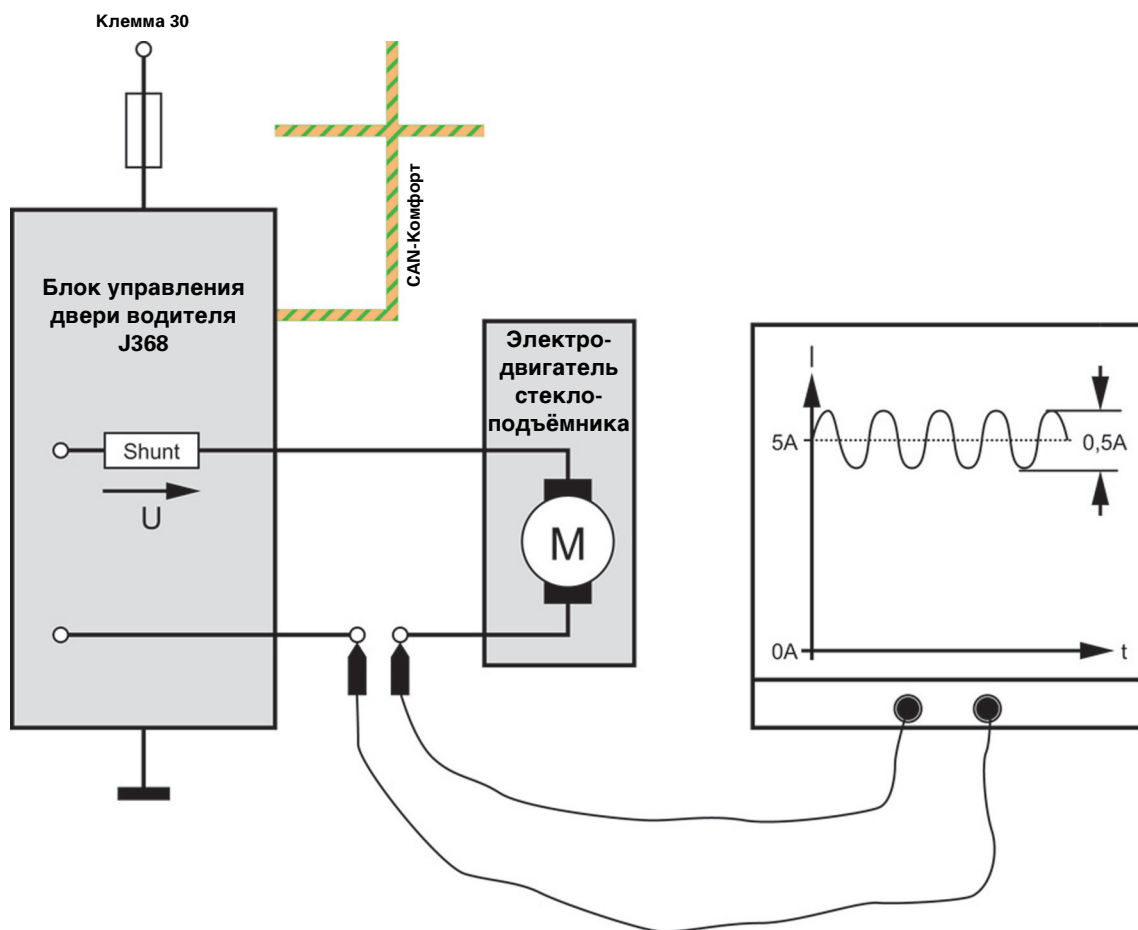 Клемма 30
CAN-Комфорт
Блок управления
двери водителя
J368
Shunt
U
Электро-
двигатель
стекло-
подъёмника
M
I
5A
0,5A
0A
t